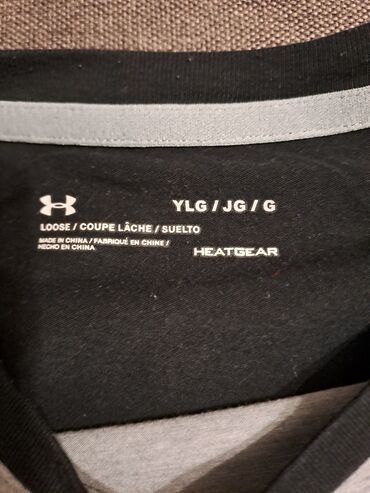 YLG / JG / G
LOOSE / COUPE LÂCHE / SUELTO
MADE IN CHINA / FABRIQUÉ EN CHINE /
HECHO EN CHINA
HEATGEAR